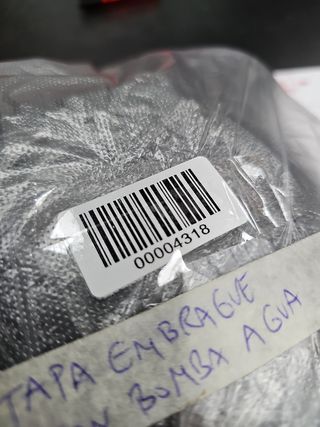 00004318
TAPA EMBRAGUE
BOMBA AGUA